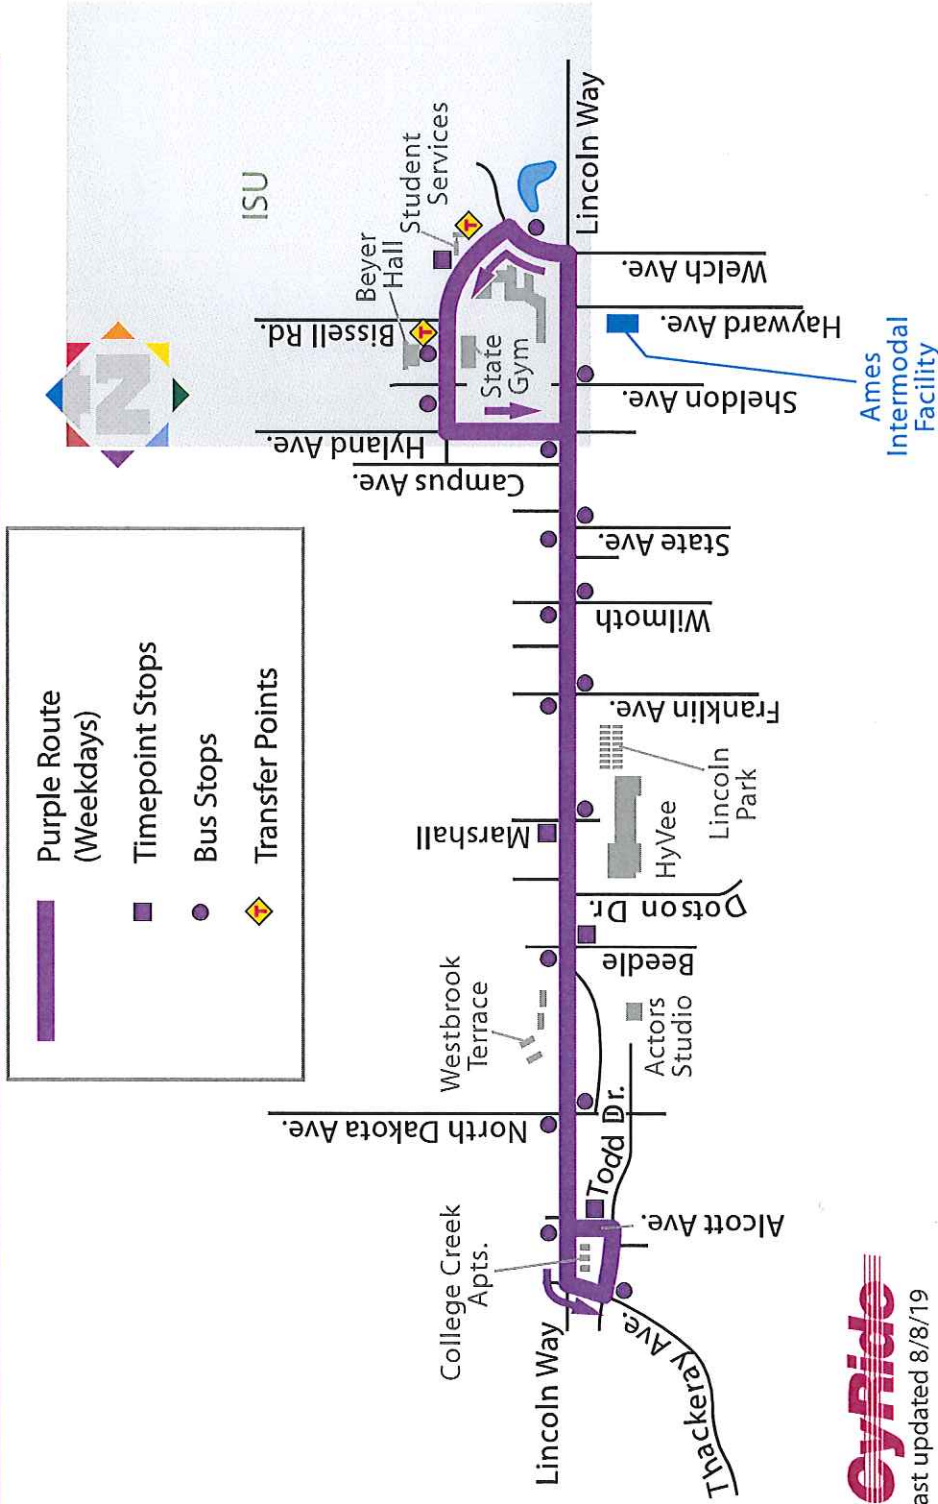 Purple Route
(Weekdays)
Timepoint Stops
Bus Stops
T
Transfer Points
N
ISU
Student
Services
T
Beyer
Hall
Bissell Rd.
T
State
Gym
Hyland Ave.
Campus Ave.
Lincoln Way
Welch Ave.
Hayward Ave.
Sheldon Ave.
Ames
Intermodal
Facility
State Ave.
Wilmoth
Franklin Ave.
Lincoln
Park
HyVee
Marshall
Dotson Dr.
Beedle
Westbrook
Terrace
Actors
Studio
North Dakota Ave.
Todd Dr.
Alcott Ave.
College Creek
Apts.
Lincoln Way
Thackeray Ave.
CyRide
ast updated 8/8/19